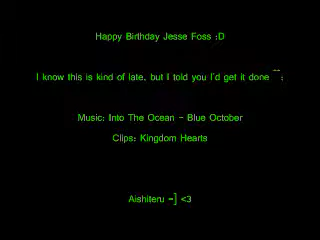 Happy Birthday Jesse Foss :D
I know this is kind of late, but I told you I'd get it done ^^;
Music: Into The Ocean - Blue October
Clips: Kingdom Hearts
Aishiteru =] <3